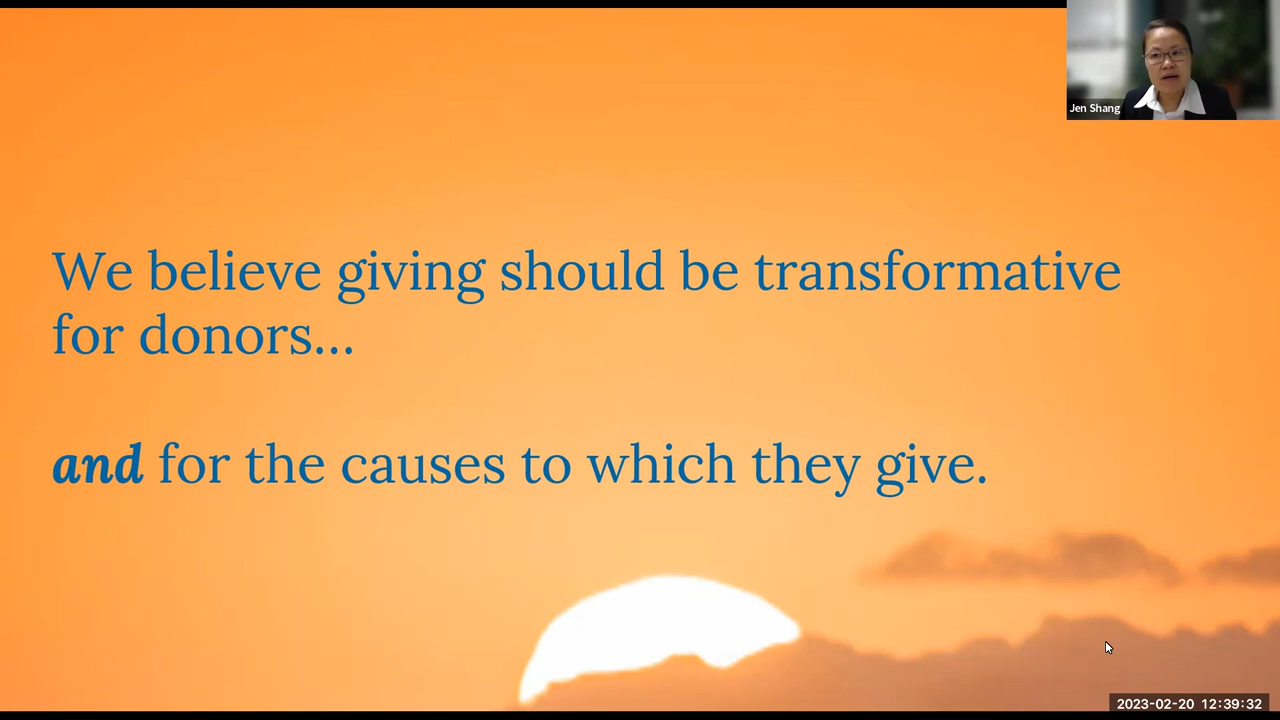 Jen Shang
We believe giving should be transformative
for donors...
and for the causes to which they give.
2023-02-20 12:39:32